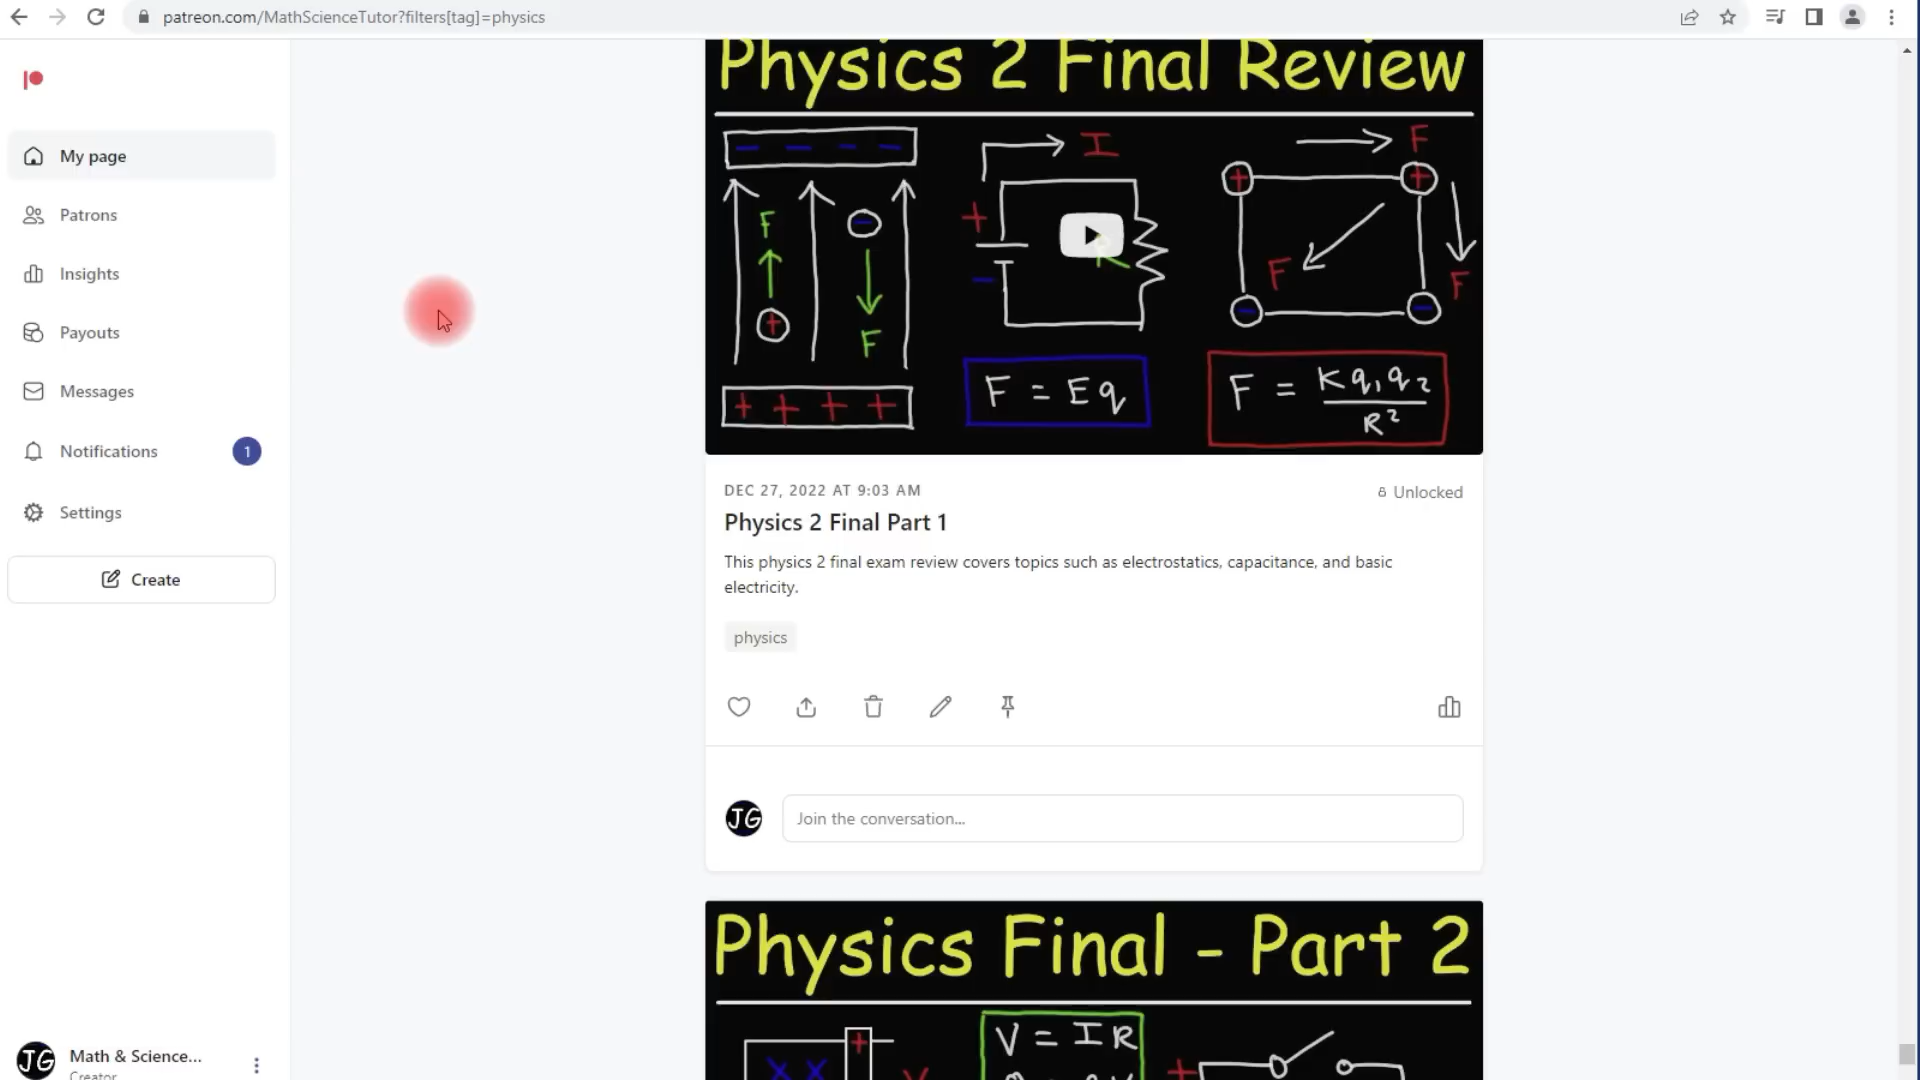 patreon.com/MathScienceTutor?filters[tag]=physics
My page
Patrons
Insights
Payouts
Messages
Notifications 1
Settings
Create
JG Math & Science...
Creator
Physics 2 Final Review
- - - -
I
F
+ +
F
-
+
F
-
F
F
+
F
- -
+ + + +
F = Eq
F = Kq₁q₂
R²
DEC 27, 2022 AT 9:03 AM
Unlocked
Physics 2 Final Part 1
This physics 2 final exam review covers topics such as electrostatics, capacitance, and basic
electricity.
physics
JG Join the conversation...
Physics Final - Part 2
+ V = IR
X X +